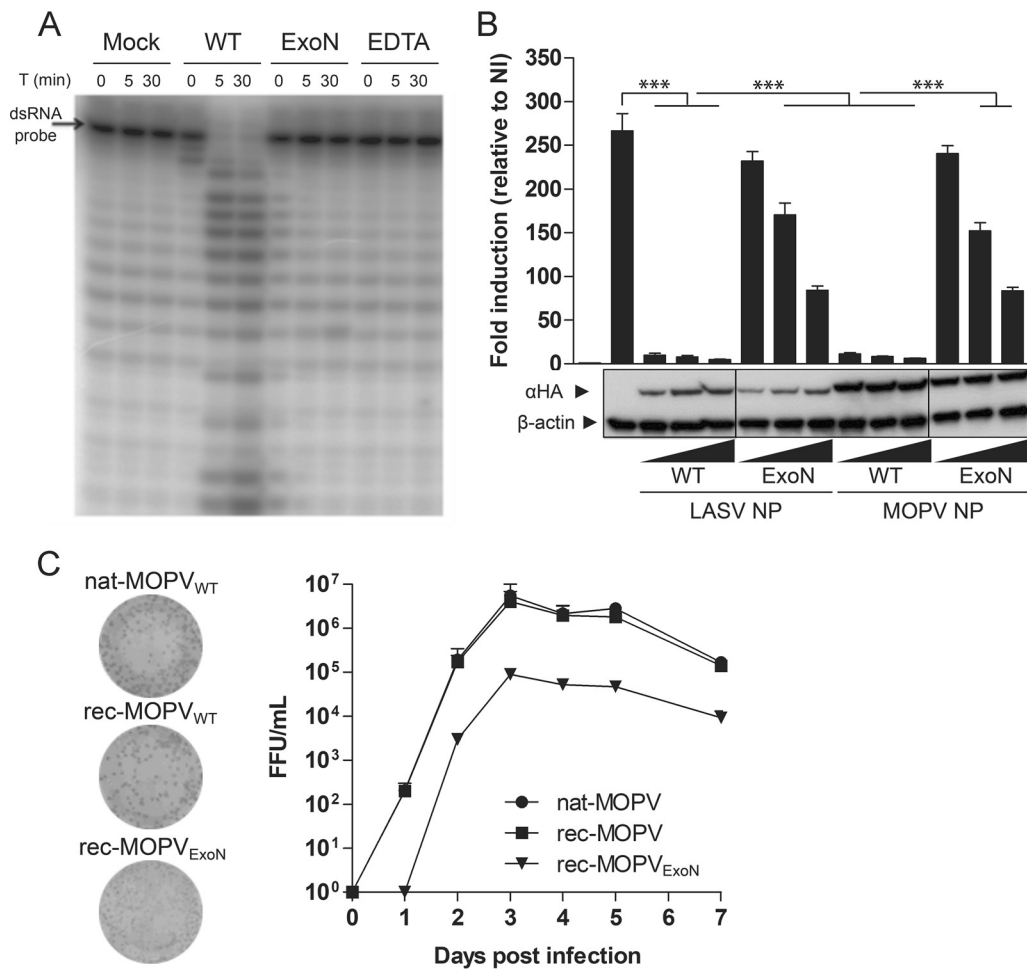 A
Mock WT ExoN EDTA
T (min) 0 5 30 0 5 30 0 5 30 0 5 30
dsRNA
probe
B
Fold induction (relative to NI)
350
300
250
200
150
100
50
0
*** *** ***
αHA
β-actin
WT ExoN WT ExoN
LASV NP MOPV NP
C
nat-MOPVWT
rec-MOPVWT
rec-MOPVExoN
FFU/mL
10⁷
10⁶
10⁵
10⁴
10³
10²
10¹
10⁰
nat-MOPV
rec-MOPV
rec-MOPVExoN
0 1 2 3 4 5 6 7
Days post infection